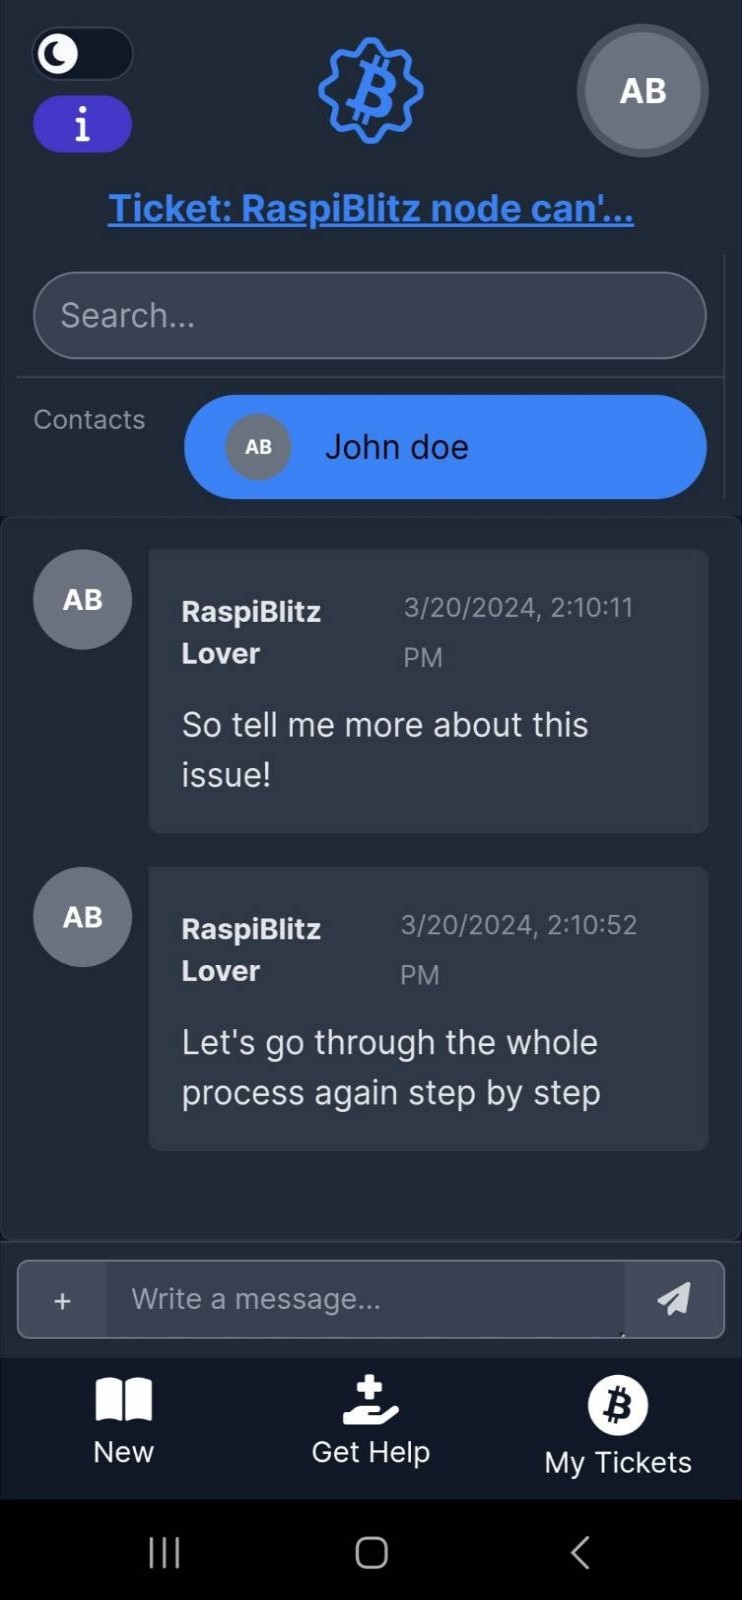 AB
i
Ticket: RaspiBlitz node can'...
Search...
Contacts
AB
John doe
AB
RaspiBlitz
Lover
3/20/2024, 2:10:11
PM
So tell me more about this
issue!
AB
RaspiBlitz
Lover
3/20/2024, 2:10:52
PM
Let's go through the whole
process again step by step
+
Write a message...
New
Get Help
My Tickets